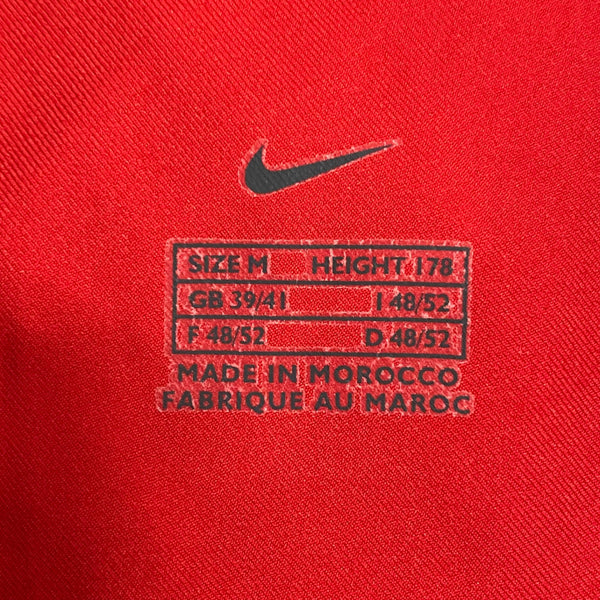 SIZE M HEIGHT 178
GB 39/41 I 48/52
F 48/52 D 48/52
MADE IN MOROCCO
FABRIQUE AU MAROC